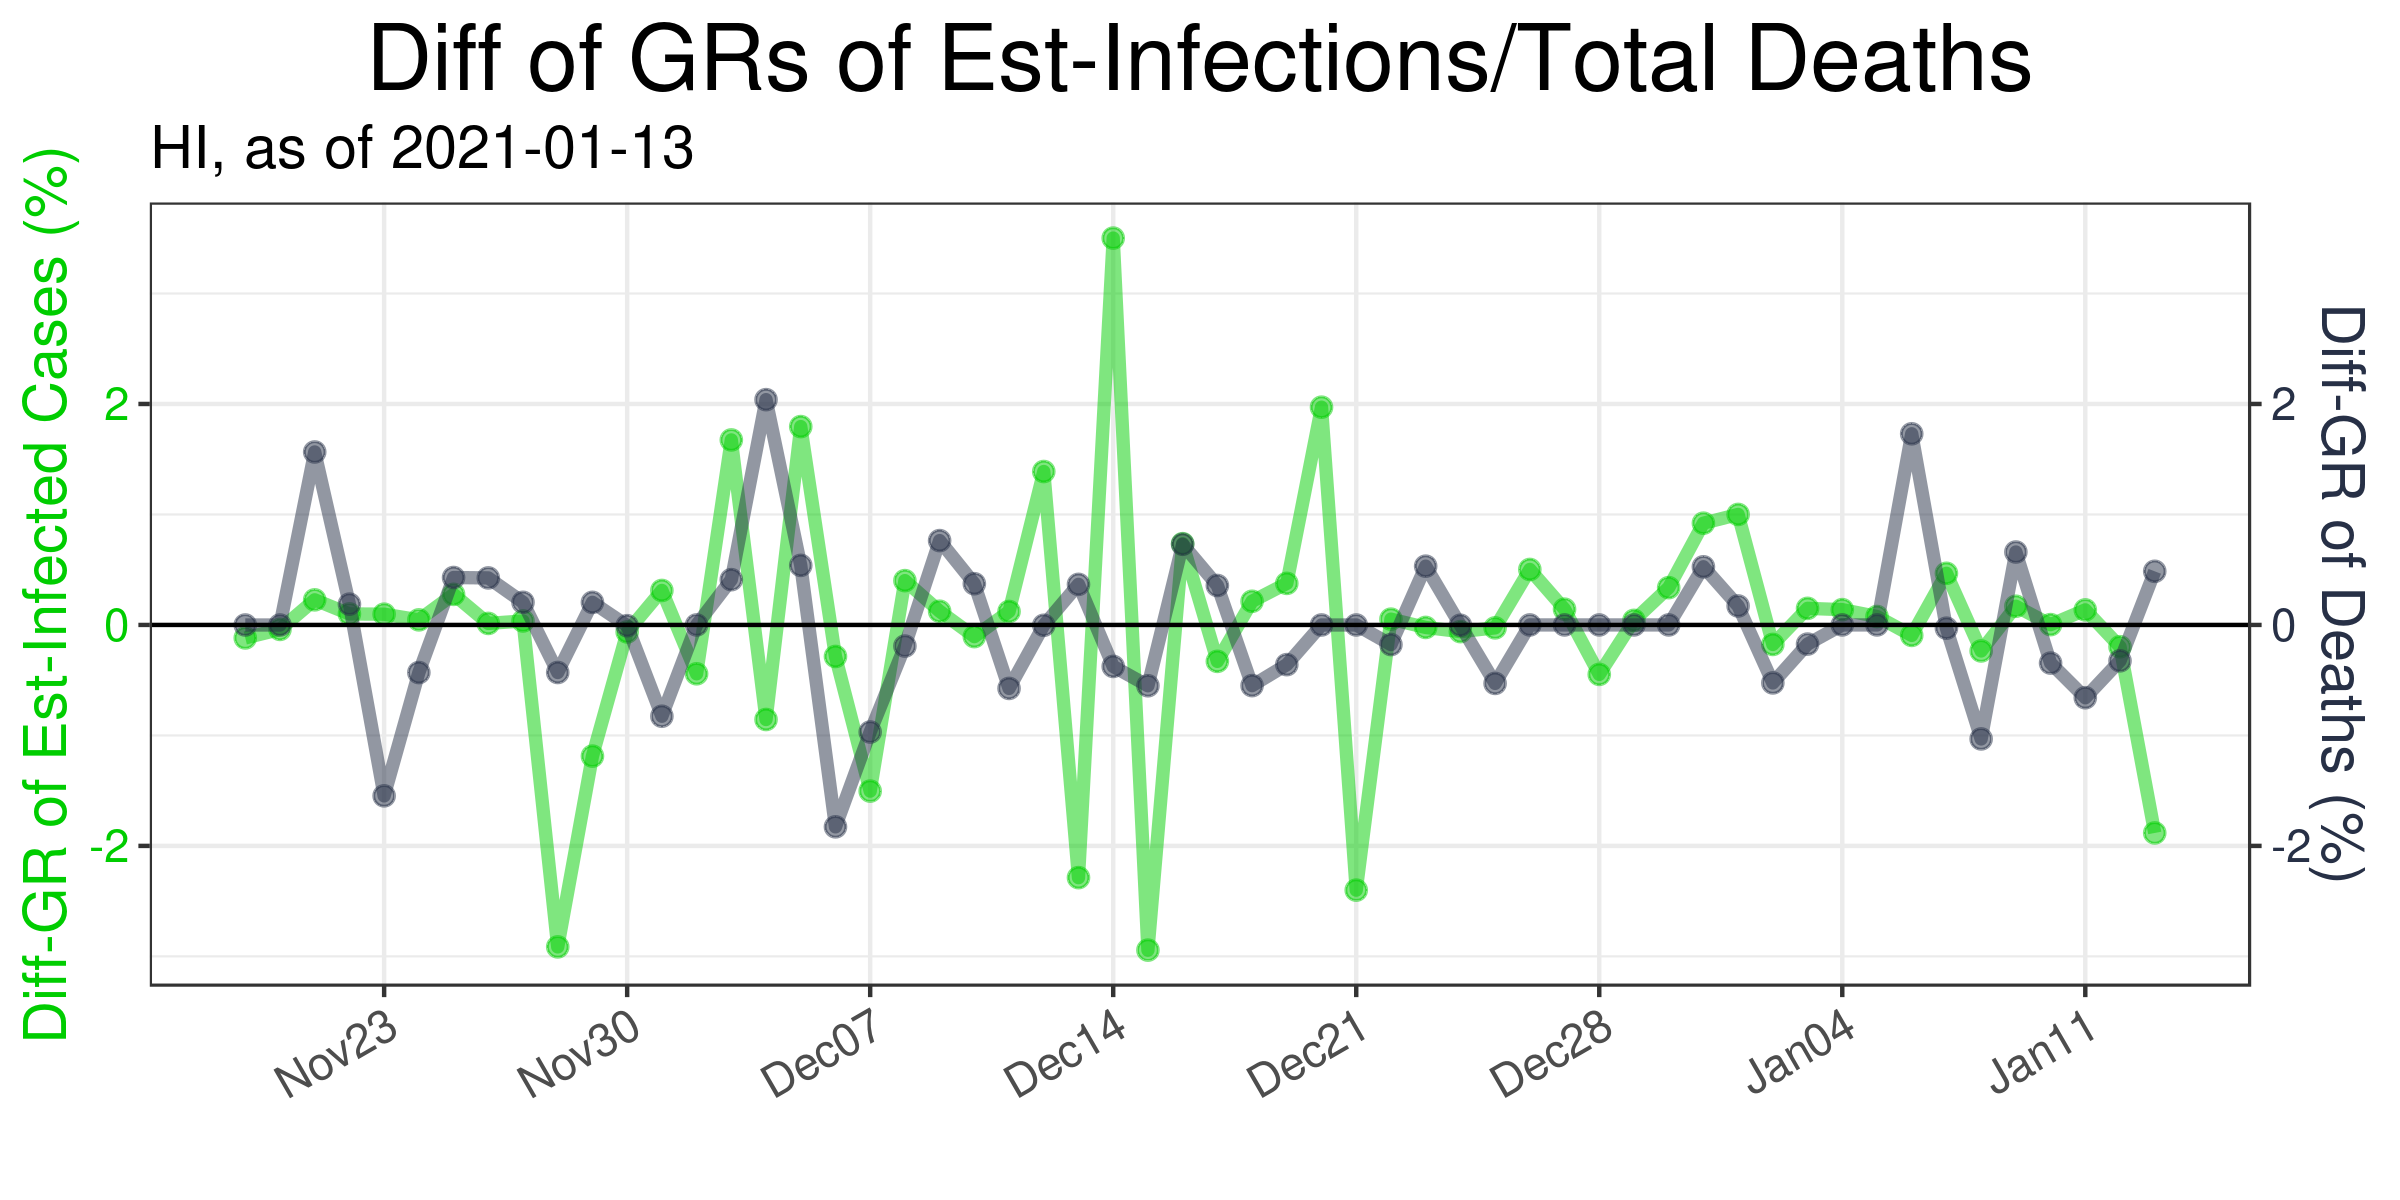 Diff of GRs of Est-Infections/Total Deaths
HI, as of 2021-01-13
Diff-GR of Est-Infected Cases (%)
2
0
-2
2
0
-2
Diff-GR of Deaths (%)
Nov23
Nov30
Dec07
Dec14
Dec21
Dec28
Jan04
Jan11